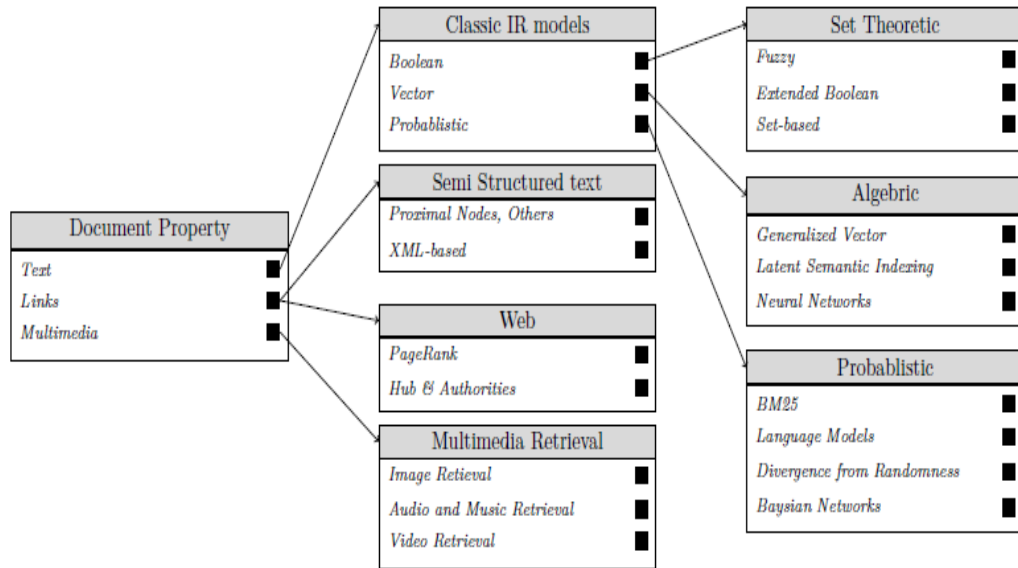 Document Property
Text
Links
Multimedia
Classic IR models
Boolean
Vector
Probablistic
Semi Structured text
Proximal Nodes, Others
XML-based
Web
PageRank
Hub & Authorities
Multimedia Retrieval
Image Retieval
Audio and Music Retrieval
Video Retrieval
Set Theoretic
Fuzzy
Extended Boolean
Set-based
Algebric
Generalized Vector
Latent Semantic Indexing
Neural Networks
Probablistic
BM25
Language Models
Divergence from Randomness
Baysian Networks